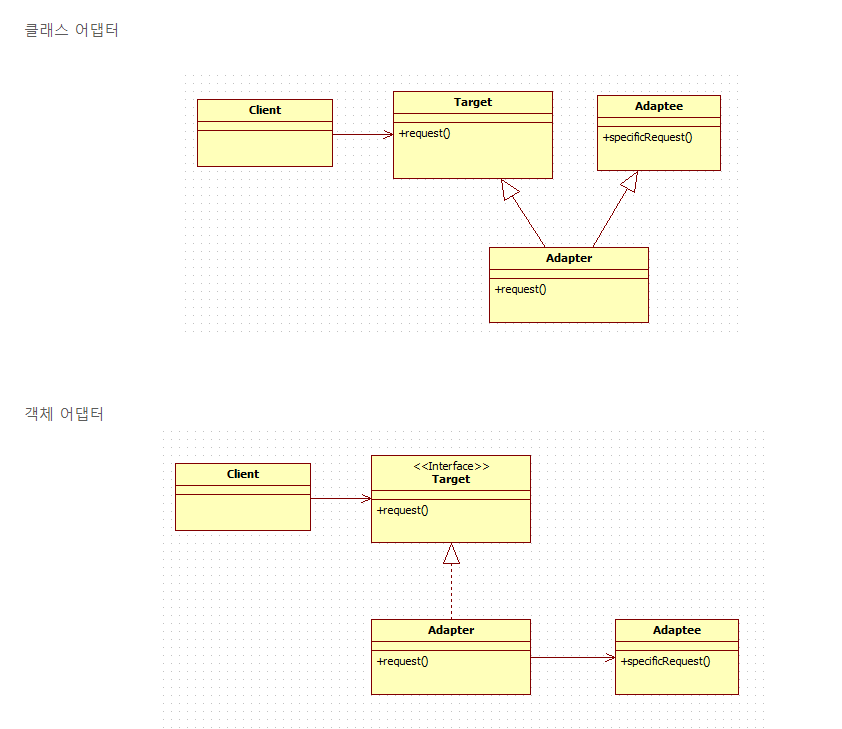 클래스 어댑터
Client
Target
+request()
Adaptee
+specificRequest()
Adapter
+request()
객체 어댑터
Client
<<Interface>>
Target
+request()
Adapter
+request()
Adaptee
+specificRequest()